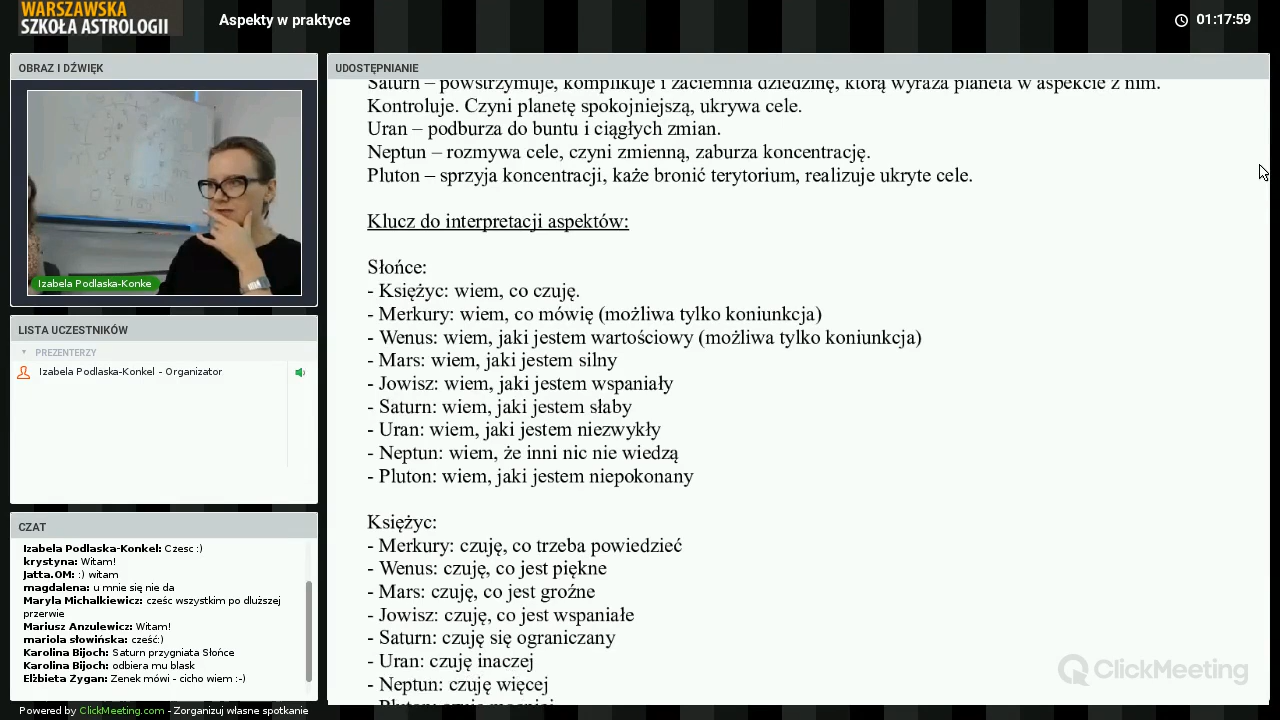 WARSZAWSKA
SZKOŁA ASTROLOGII
Aspekty w praktyce
01:17:59
OBRAZ I DŹWIĘK
Izabela Podlaska-Konke
LISTA UCZESTNIKÓW
PREZENTERZY
Izabela Podlaska-Konkel - Organizator
CZAT
Izabela Podlaska-Konkel: Czesc :)
krystyna: Witam!
Jatta.OM: :) witam
magdalena: u mnie się nie da
Maryla Michalkiewicz: cześc wszystkim po dluższej
przerwie
Mariusz Anzulewicz: Witam!
mariola słowińska: cześć:)
Karolina Bijoch: Saturn przygniata Słońce
Karolina Bijoch: odbiera mu blask
Elżbieta Zygan: Zenek mówi - cicho wiem :-)
Powered by ClickMeeting.com - Zorganizuj własne spotkanie
UDOSTĘPNIANIE
Saturn – powstrzymuje, komplikuje i zaciemnia dziedzinę, którą wyraża planeta w aspekcie z nim.
Kontroluje. Czyni planetę spokojniejszą, ukrywa cele.
Uran – podburza do buntu i ciągłych zmian.
Neptun – rozmywa cele, czyni zmienną, zaburza koncentrację.
Pluton – sprzyja koncentracji, każe bronić terytorium, realizuje ukryte cele.
Klucz do interpretacji aspektów:
Słońce:
- Księżyc: wiem, co czuję.
- Merkury: wiem, co mówię (możliwa tylko koniunkcja)
- Wenus: wiem, jaki jestem wartościowy (możliwa tylko koniunkcja)
- Mars: wiem, jaki jestem silny
- Jowisz: wiem, jaki jestem wspaniały
- Saturn: wiem, jaki jestem słaby
- Uran: wiem, jaki jestem niezwykły
- Neptun: wiem, że inni nic nie wiedzą
- Pluton: wiem, jaki jestem niepokonany
Księżyc:
- Merkury: czuję, co trzeba powiedzieć
- Wenus: czuję, co jest piękne
- Mars: czuję, co jest groźne
- Jowisz: czuję, co jest wspaniałe
- Saturn: czuję się ograniczany
- Uran: czuję inaczej
- Neptun: czuję więcej
ClickMeeting